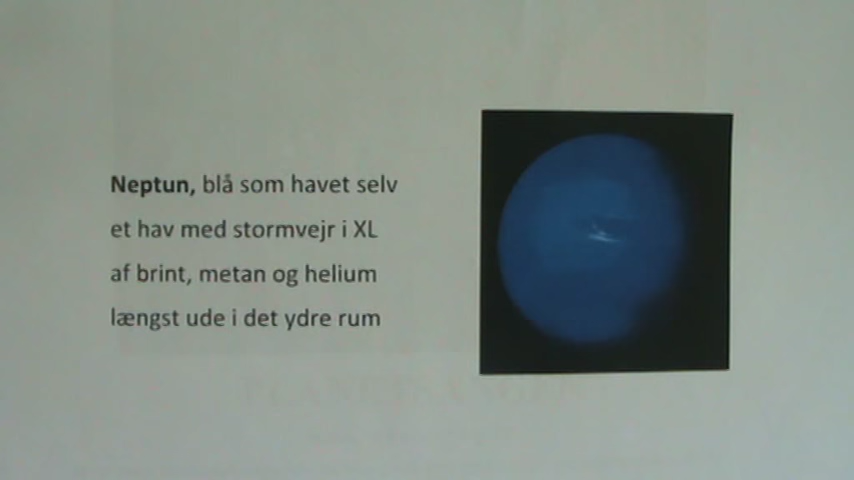 Neptun, blå som havet selv
et hav med stormvejr i XL
af brint, metan og helium
længst ude i det ydre rum